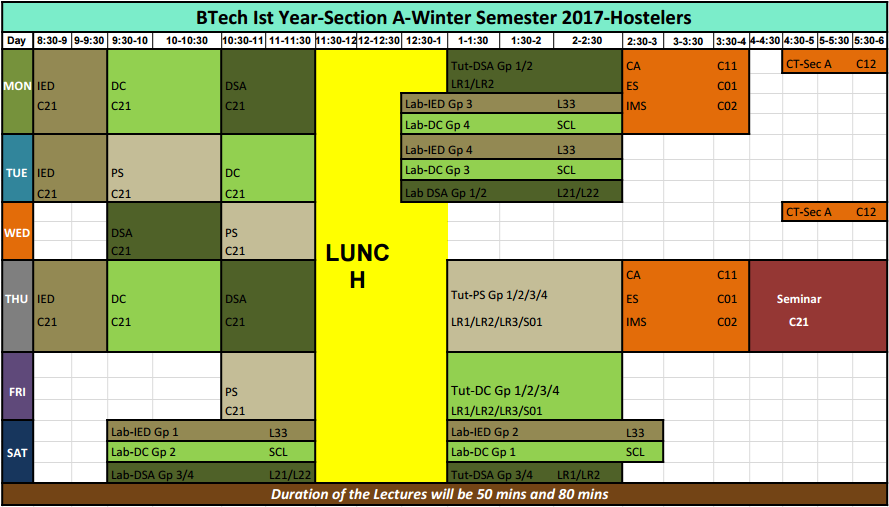 BTech Ist Year-Section A-Winter Semester 2017-Hostelers
Day 8:30-9 9-9:30 9:30-10 10-10:30 10:30-11 11-11:30 11:30-12 12-12:30 12:30-1 1-1:30 1:30-2 2-2:30 2:30-3 3-3:30 3:30-4 4-4:30 4:30-5 5-5:30 5:30-6
MON
IED
C21
DC
C21
DSA
C21
Tut-DSA Gp 1/2
LR1/LR2
Lab-IED Gp 3 L33
Lab-DC Gp 4 SCL
CA C11
ES C01
IMS C02
CT-Sec A C12
TUE
IED
C21
PS
C21
DC
C21
Lab-IED Gp 4 L33
Lab-DC Gp 3 SCL
Lab DSA Gp 1/2 L21/L22
WED
DSA
C21
PS
C21
CT-Sec A C12
LUNC
H
THU
IED
C21
DC
C21
DSA
C21
Tut-PS Gp 1/2/3/4
LR1/LR2/LR3/S01
CA C11
ES C01
IMS C02
Seminar
C21
FRI
PS
C21
Tut-DC Gp 1/2/3/4
LR1/LR2/LR3/S01
SAT
Lab-IED Gp 1 L33
Lab-DC Gp 2 SCL
Lab-DSA Gp 3/4 L21/L22
Lab-IED Gp 2 L33
Lab-DC Gp 1 SCL
Tut-DSA Gp 3/4 LR1/LR2
Duration of the Lectures will be 50 mins and 80 mins